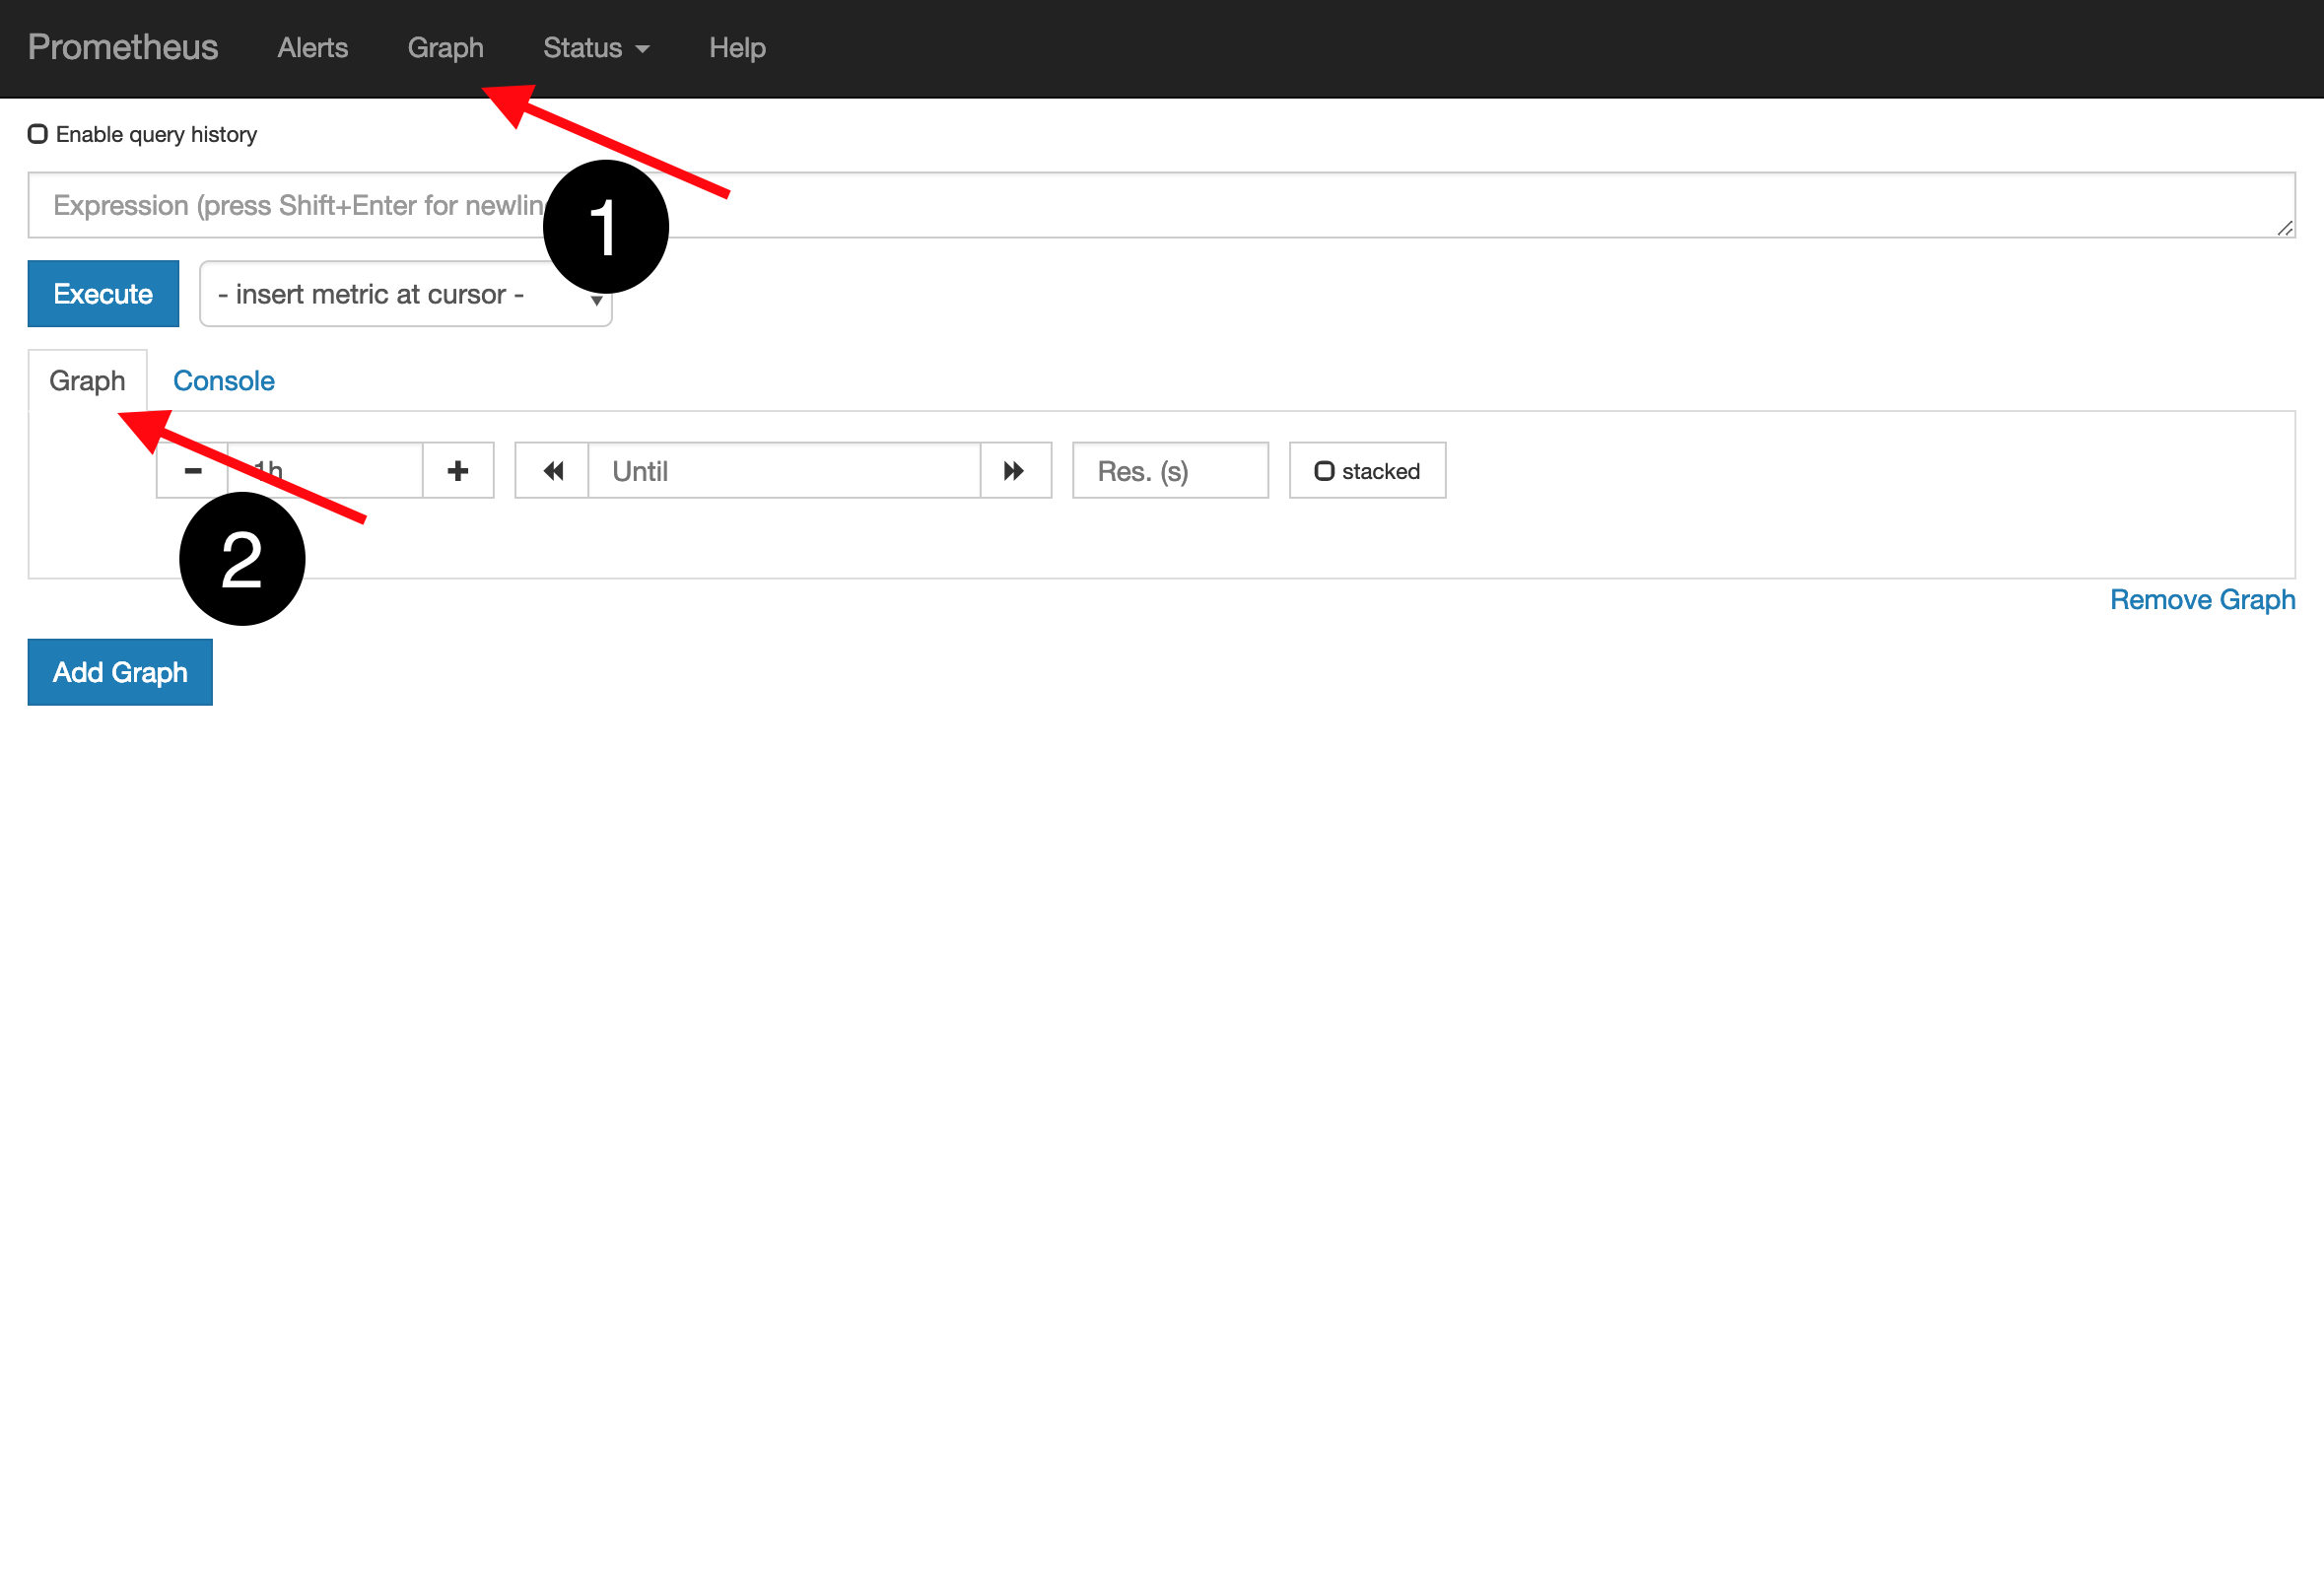 Prometheus Alerts Graph Status Help
Enable query history
Expression (press Shift+Enter for
1
Execute - insert metric at cursor -
Graph Console
- 1h + Until Res. (s) stacked
2
Remove Graph
Add Graph